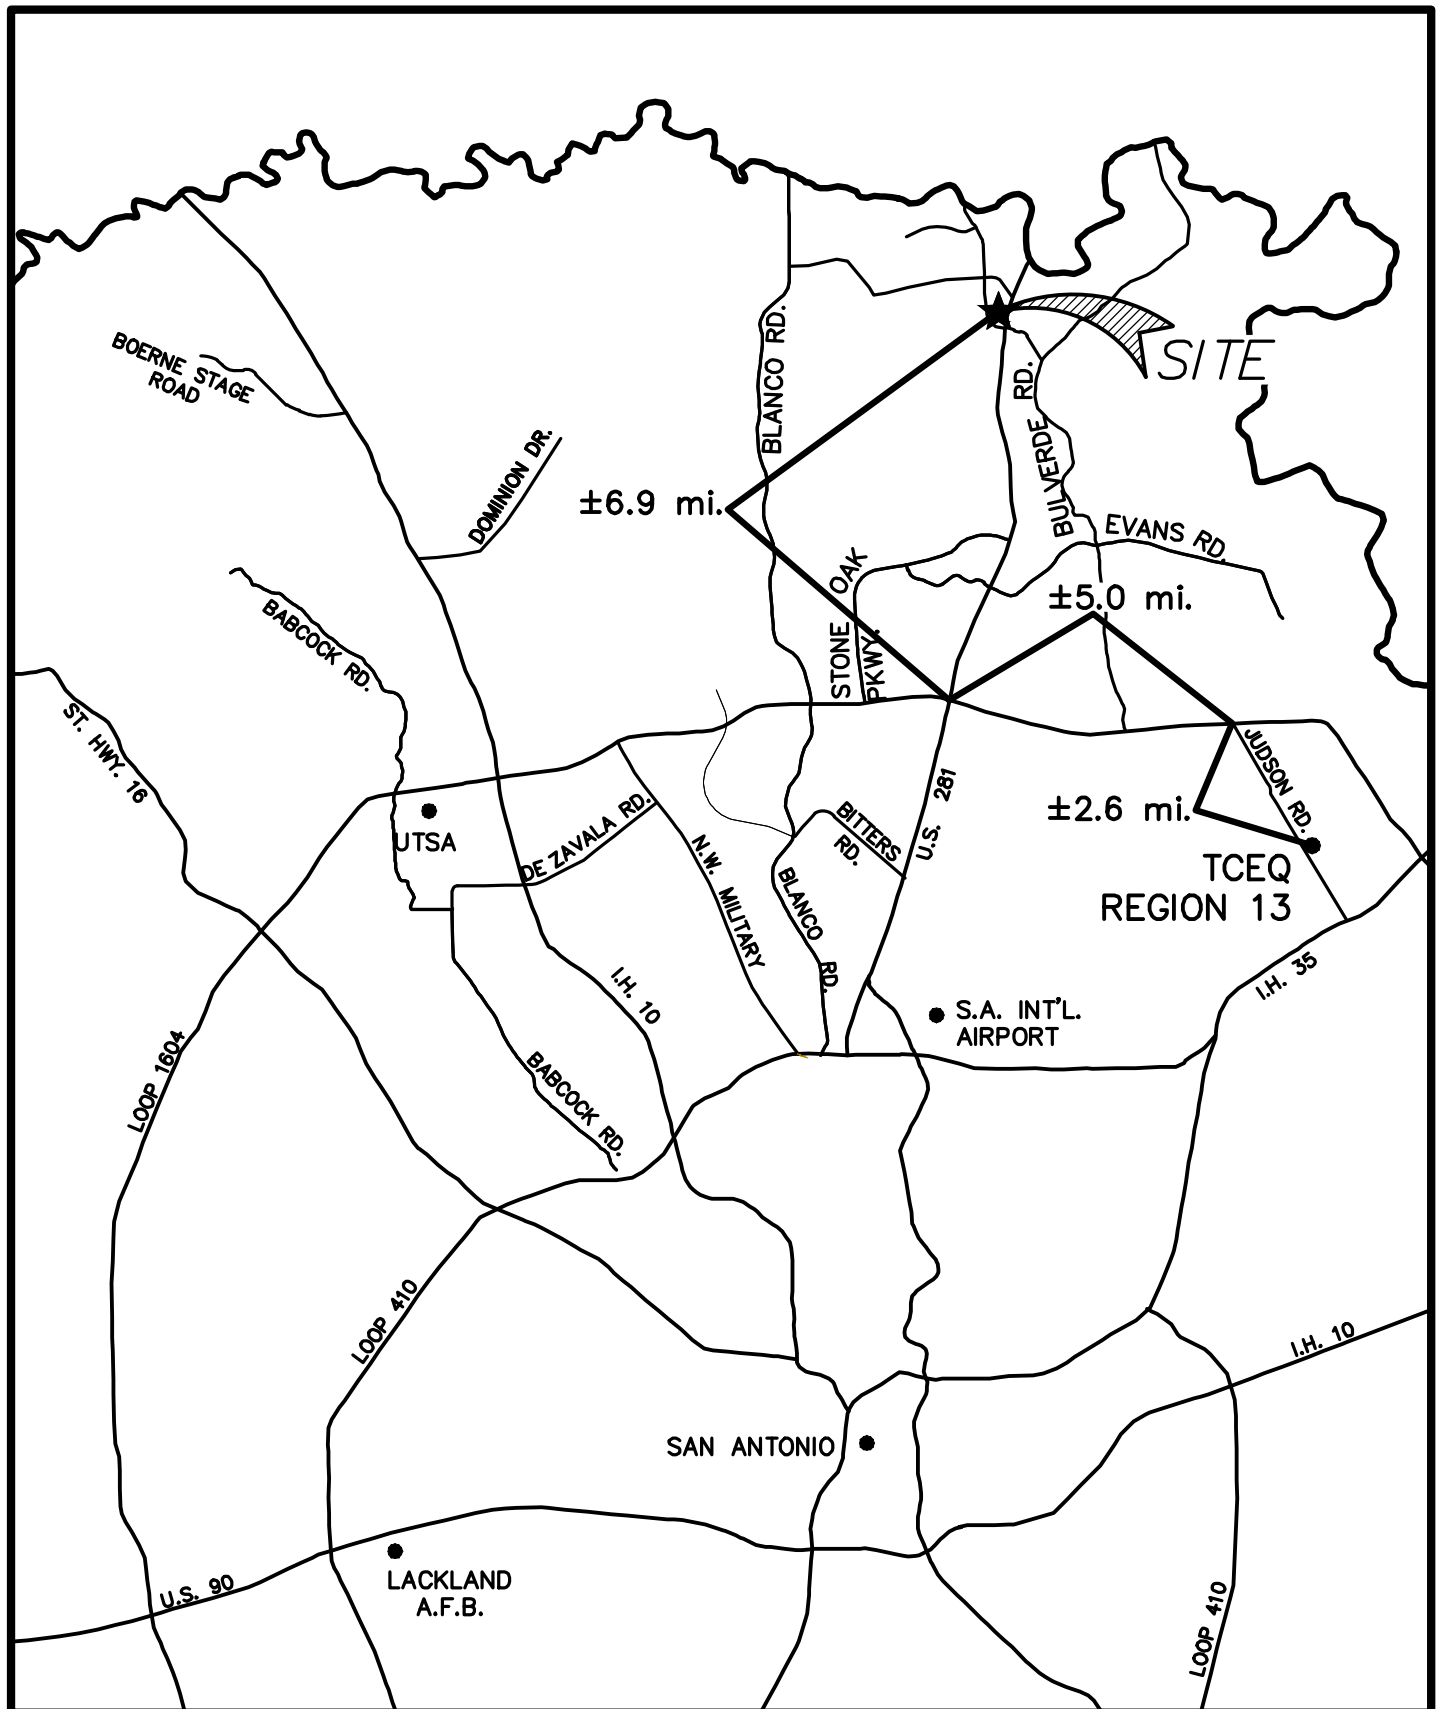 BLANCO RD.
SITE
BOERNE STAGE
ROAD
BULVERDE RD.
DOMINION DR.
±6.9 mi.
EVANS RD.
STONE OAK
PKWY.
±5.0 mi.
BABCOCK RD.
ST. HWY. 16
JUDSON RD.
U.S. 281
±2.6 mi.
BITTERS
RD.
DE ZAVALA RD.
UTSA
N.W. MILITARY
BLANCO RD.
TCEQ
REGION 13
I.H. 35
I.H. 10
S.A. INT'L.
AIRPORT
LOOP 1604
BABCOCK RD.
LOOP 410
I.H. 10
SAN ANTONIO
LACKLAND
A.F.B.
U.S. 90
LOOP 410